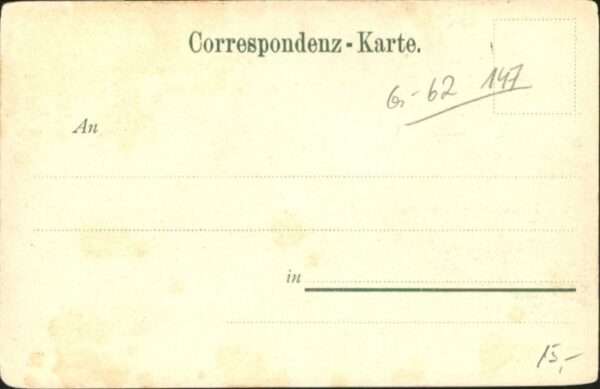 Correspondenz-Karte.
G-62 147
An
in
15,-